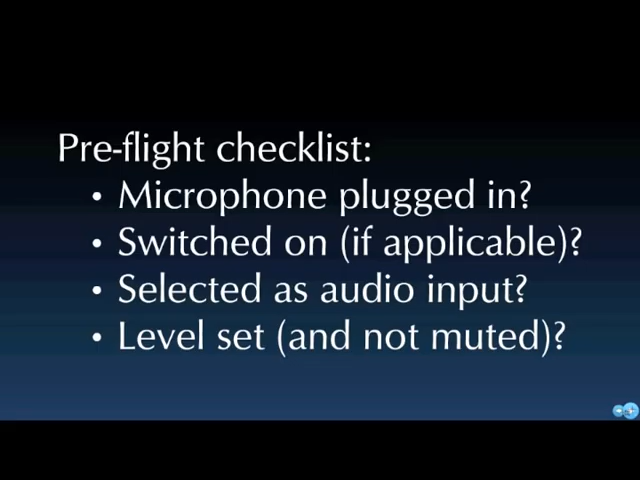 Pre-flight checklist:
• Microphone plugged in?
• Switched on (if applicable)?
• Selected as audio input?
• Level set (and not muted)?